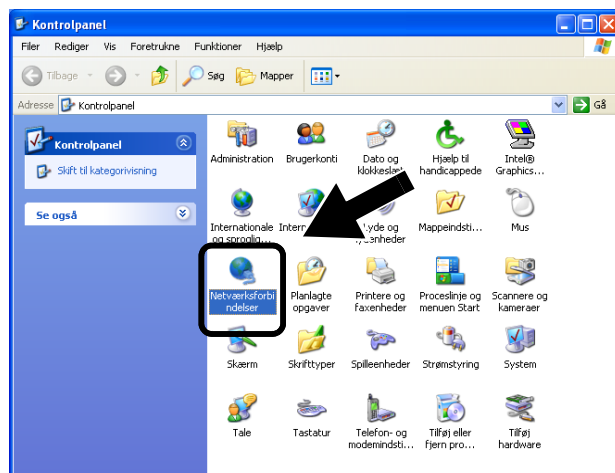 Kontrolpanel
Filer Rediger Vis Foretrukne Funktioner Hjælp
Tilbage Søg Mapper
Adresse Kontrolpanel Gå
Kontrolpanel
Skift til kategorivisning
Se også
Administration
Brugerkonti
Dato og
klokkeslæt
Hjælp til
handicappede
Intel®
Graphics...
Internationale
og sproglig...
Lyde og
Mappeindsti...
Mus
Netværksforbi
ndelser
Planlagte
opgaver
Printere og
faxenheder
Proceslinje og
menuen Start
Scannere og
kameraer
Skærm
Skrifttyper
Spilleenheder
Strømstyring
System
Tale
Tastatur
Telefon- og
modemindsti...
Tilføj eller
fjern pro...
Tilføj
hardware